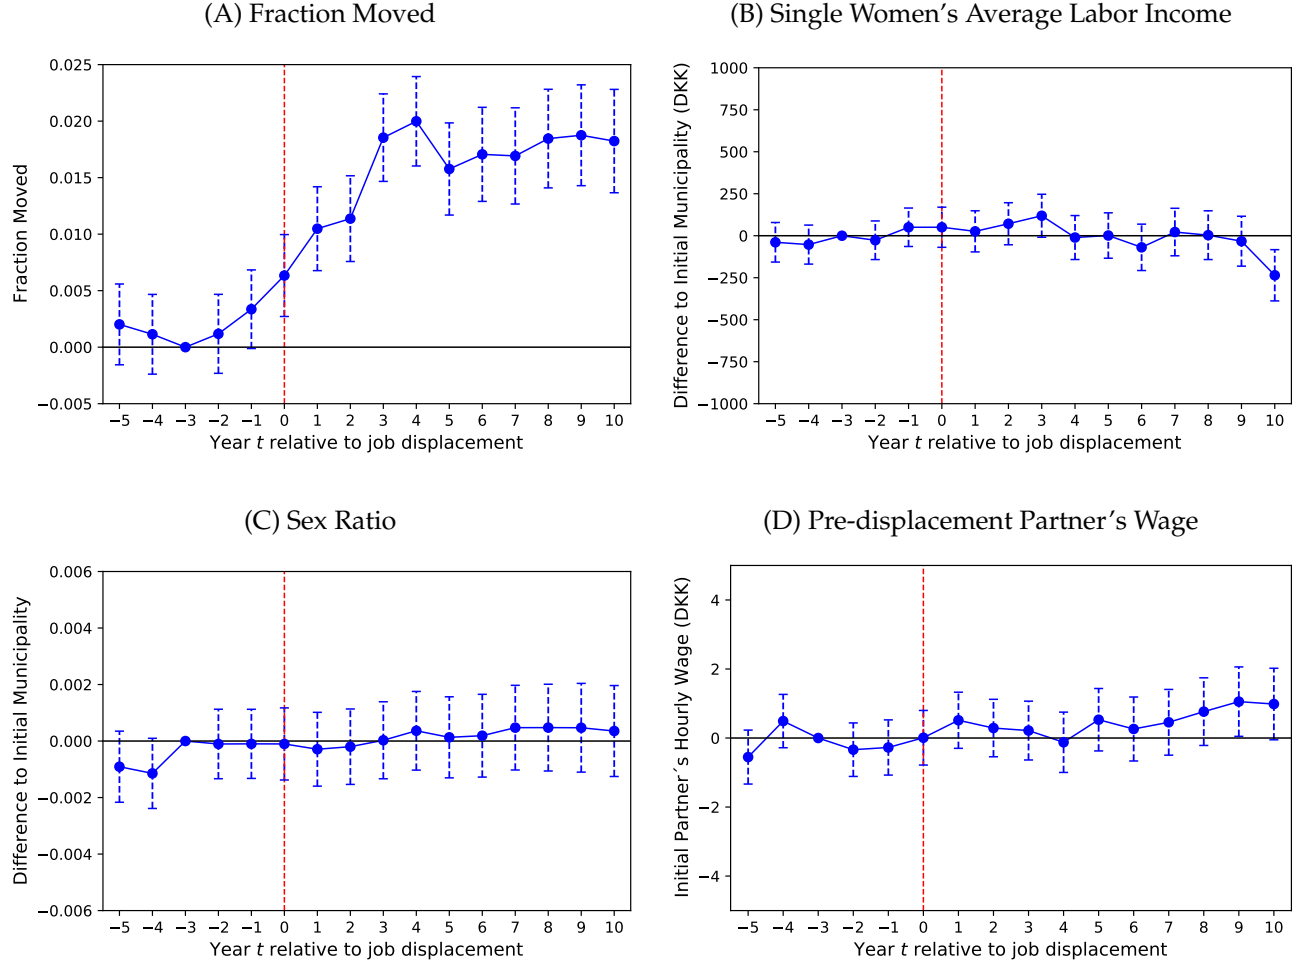 (A) Fraction Moved
0.025
0.020
0.015
0.010
0.005
0.000
−0.005
Fraction Moved
−5 −4 −3 −2 −1 0 1 2 3 4 5 6 7 8 9 10
Year t relative to job displacement
(B) Single Women's Average Labor Income
1000
750
500
250
0
−250
−500
−750
−1000
Difference to Initial Municipality (DKK)
−5 −4 −3 −2 −1 0 1 2 3 4 5 6 7 8 9 10
Year t relative to job displacement
(C) Sex Ratio
0.006
0.004
0.002
0.000
−0.002
−0.004
−0.006
Difference to Initial Municipality
−5 −4 −3 −2 −1 0 1 2 3 4 5 6 7 8 9 10
Year t relative to job displacement
(D) Pre-displacement Partner's Wage
4
2
0
−2
−4
Initial Partner´s Hourly Wage (DKK)
−5 −4 −3 −2 −1 0 1 2 3 4 5 6 7 8 9 10
Year t relative to job displacement